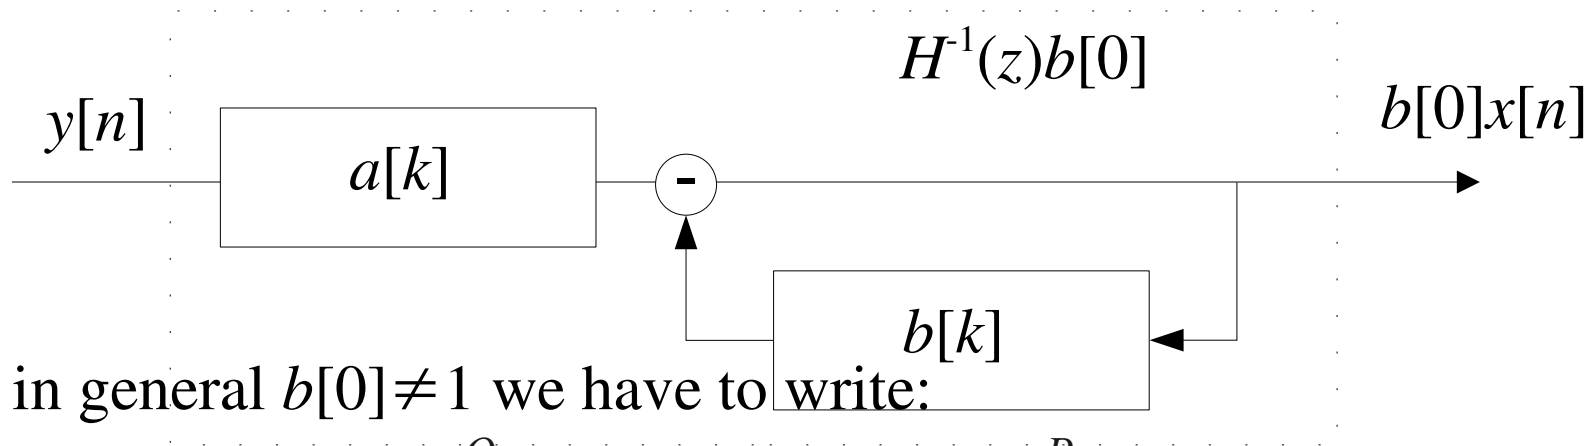 H⁻¹(z)b[0]
y[n]
b[0]x[n]
a[k]
-
b[k]
in general b[0]≠1 we have to write: